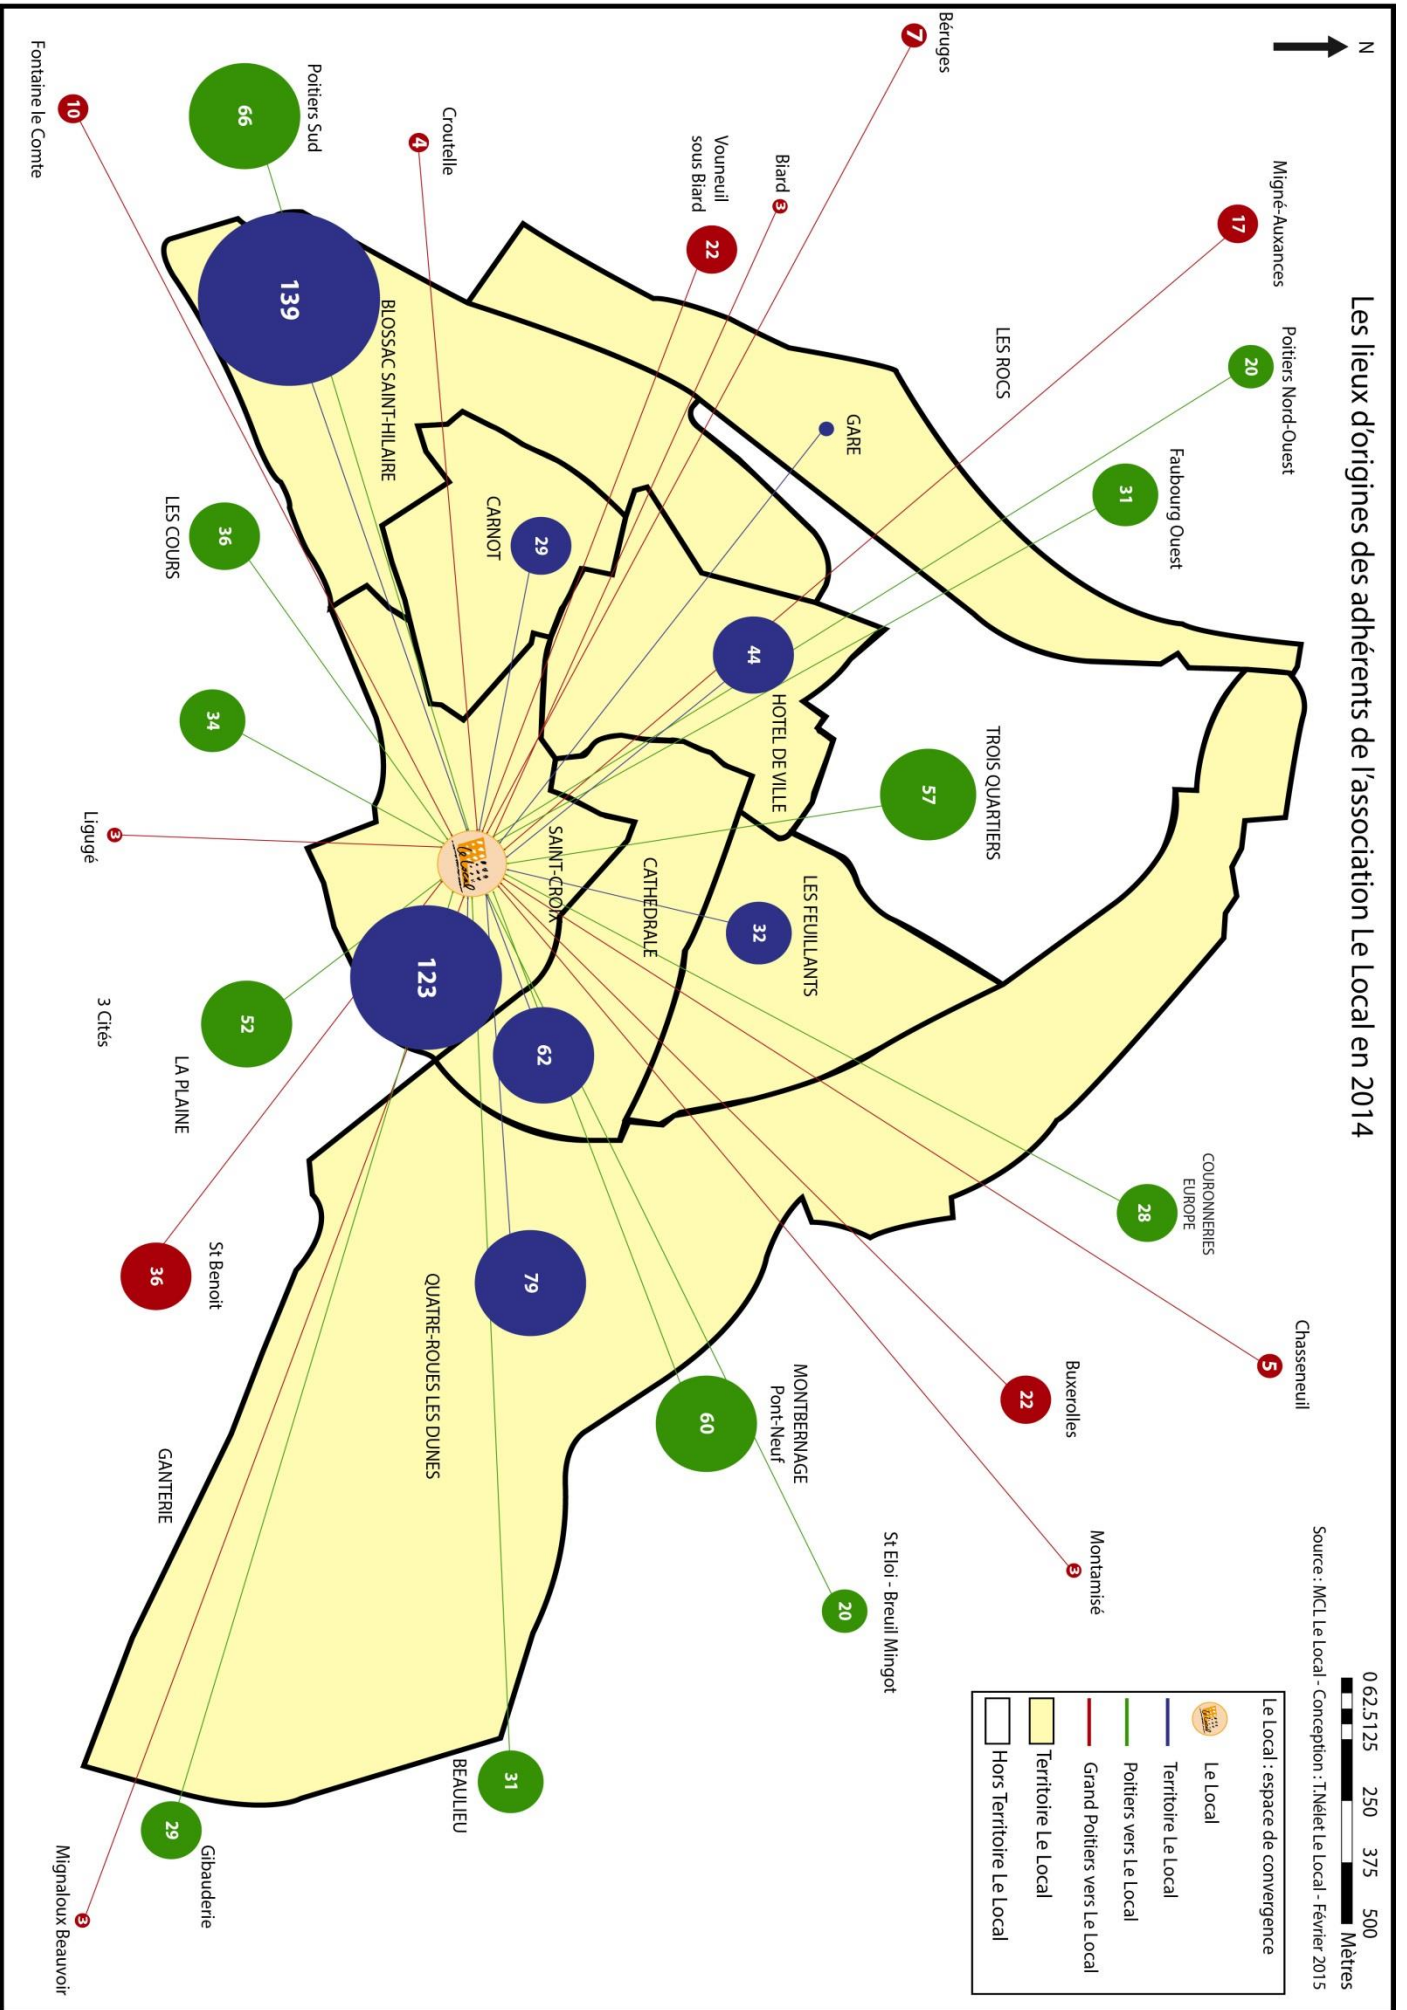 Les lieux d'origines des adhérents de l'association Le Local en 2014
N
0 62.5 125 250 375 500
Mètres
Source : MCL Le Local - Conception : T.Nélet Le Local - Février 2015
Le Local : espace de convergence
Le Local
Territoire Le Local
Poitiers vers Le Local
Grand Poitiers vers Le Local
Territoire Le Local
Hors Territoire Le Local
Migné-Auxances
17
Poitiers Nord-Ouest
20
Faubourg Ouest
31
LES ROCS
Chasseneuil
5
COURONNERIES
EUROPE
28
Buxerolles
22
Montamisé
3
Béruges
7
Biard
3
Vouneuil
sous Biard
22
GARE
TROIS QUARTIERS
57
HOTEL DE VILLE
44
LES FEUILLANTS
32
MONTBERNAGE
Pont-Neuf
60
St Eloi - Breuil Mingot
20
CATHEDRALE
62
SAINT-CROIX
123
CARNOT
29
Croutelle
4
BLOSSAC SAINT-HILAIRE
139
Poitiers Sud
66
Fontaine le Comte
10
LES COURS
36
34
Ligugé
3
52
3 Cités
LA PLAINE
St Benoit
36
QUATRE-ROUES LES DUNES
79
GANTERIE
BEAULIEU
31
Gibauderie
29
Mignaloux Beauvoir
3
le local